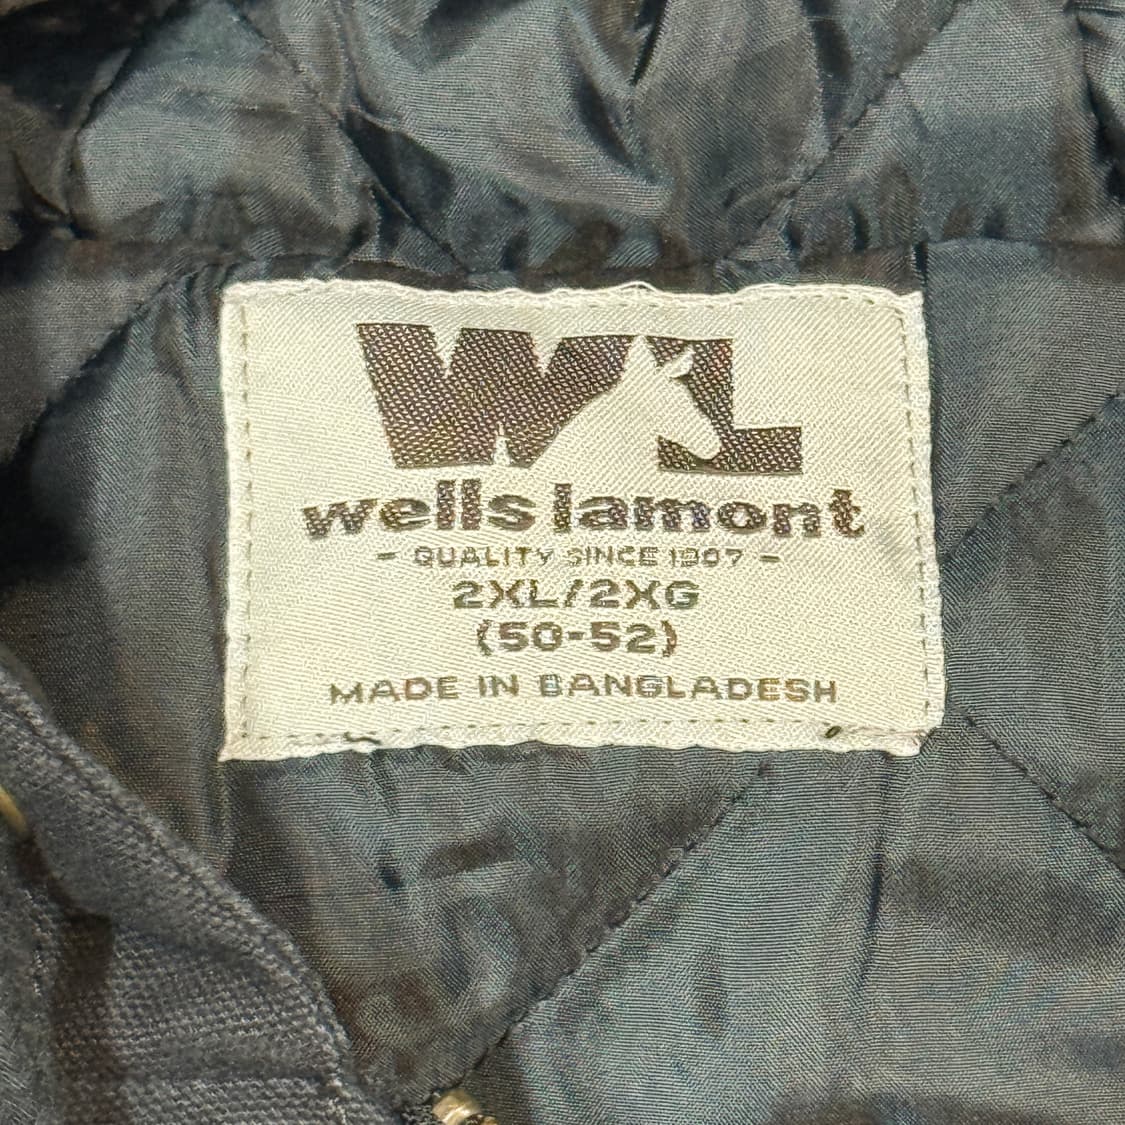 WL
wells lamont
- QUALITY SINCE 1907 -
2XL/2XG
(50-52)
MADE IN BANGLADESH